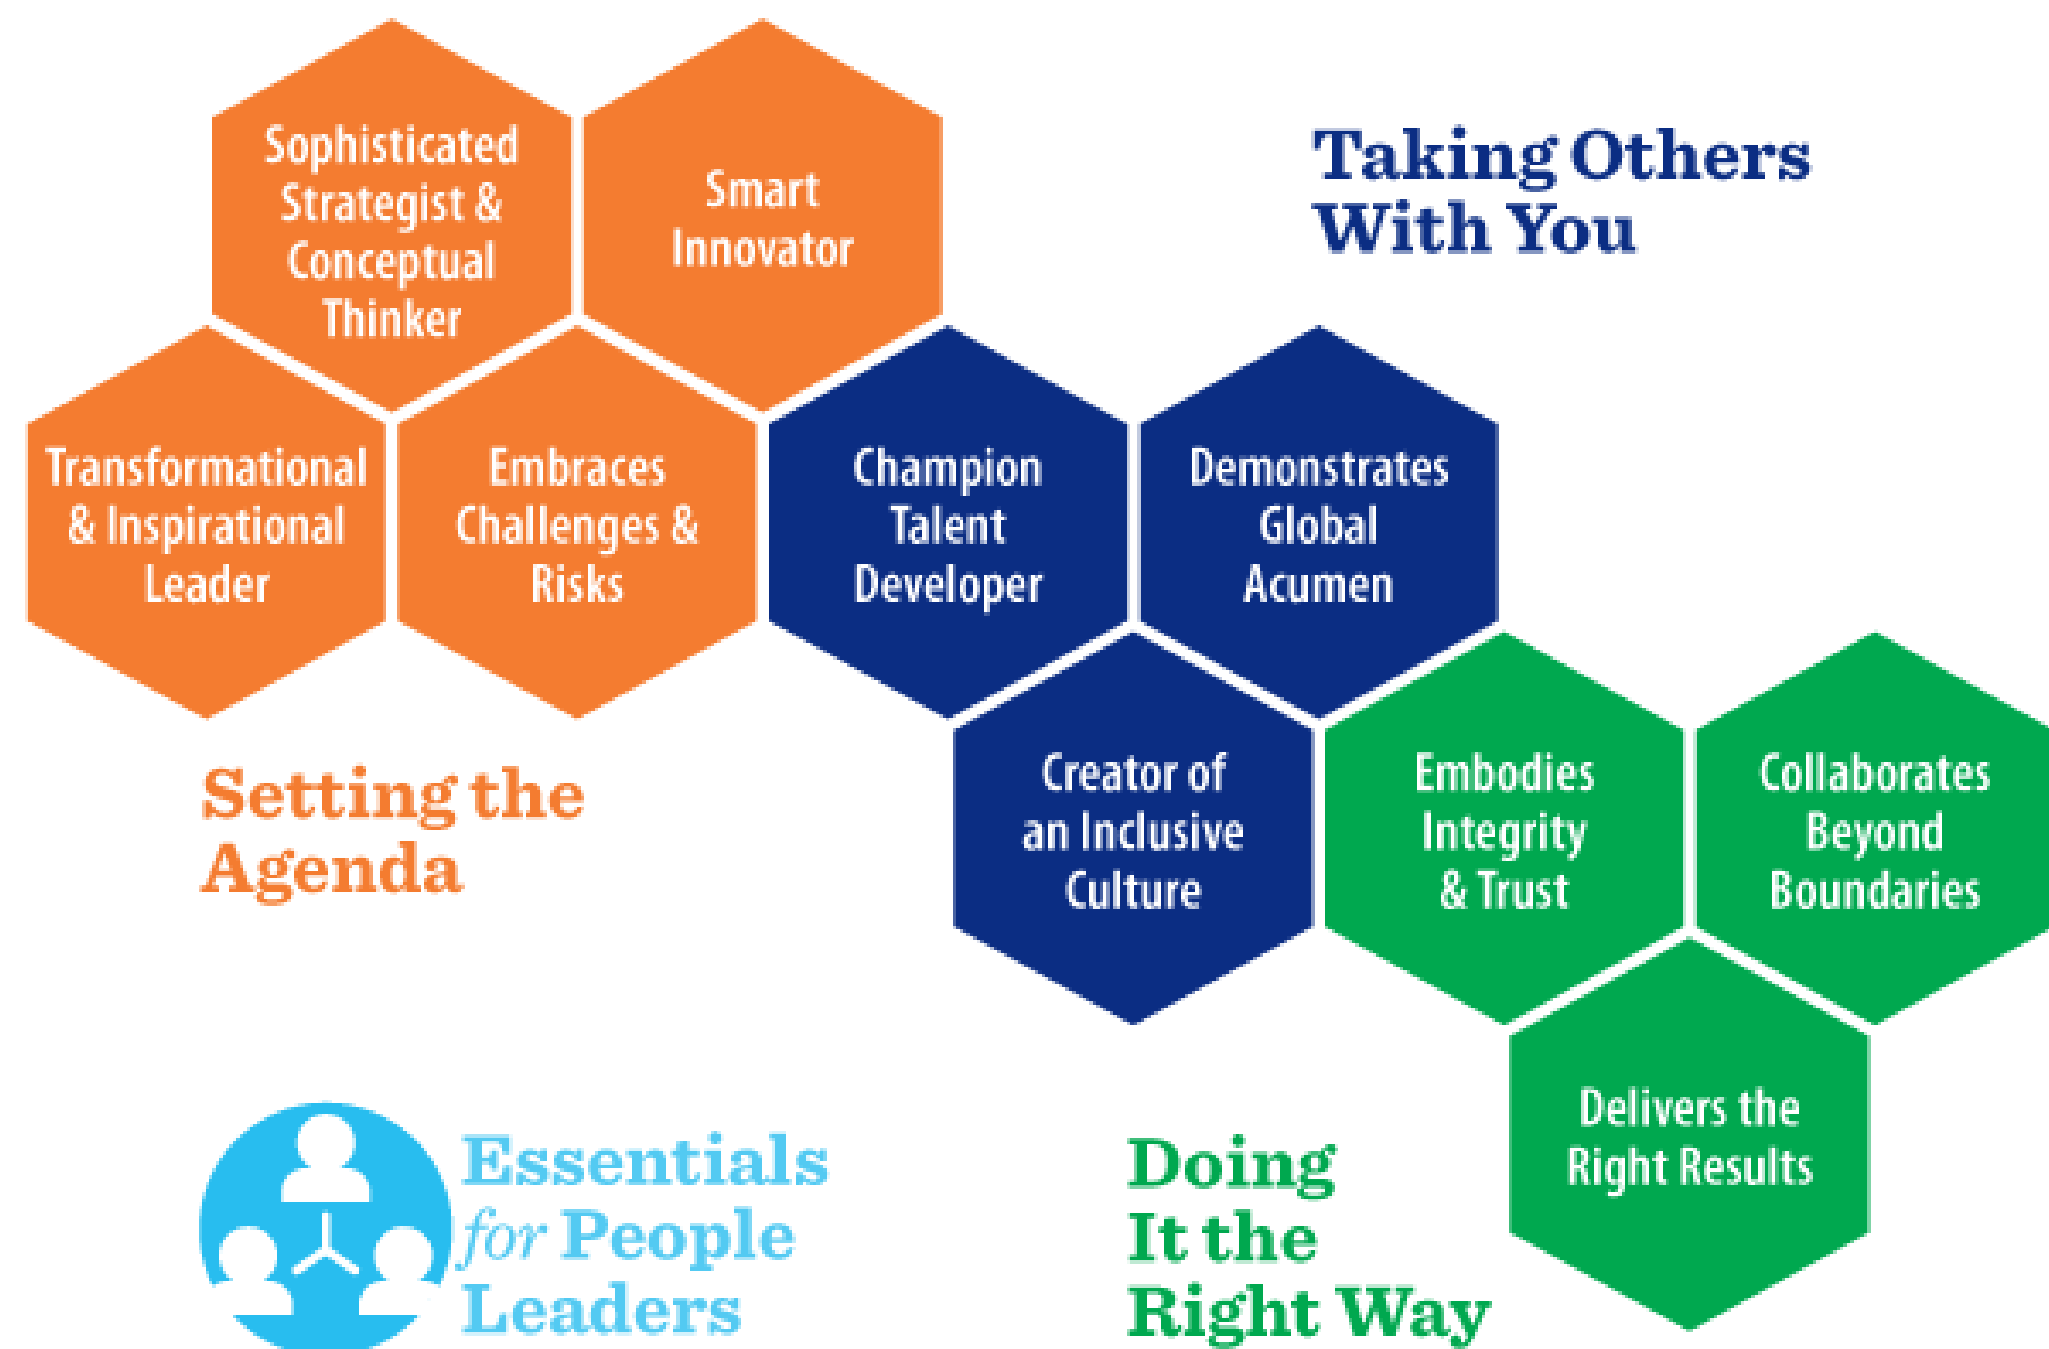 Sophisticated
Strategist &
Conceptual
Thinker
Smart
Innovator
Taking Others
With You
Transformational
& Inspirational
Leader
Embraces
Challenges &
Risks
Champion
Talent
Developer
Demonstrates
Global
Acumen
Setting the
Agenda
Creator of
an Inclusive
Culture
Embodies
Integrity
& Trust
Collaborates
Beyond
Boundaries
Essentials
for People
Leaders
Doing
It the
Right Way
Delivers the
Right Results